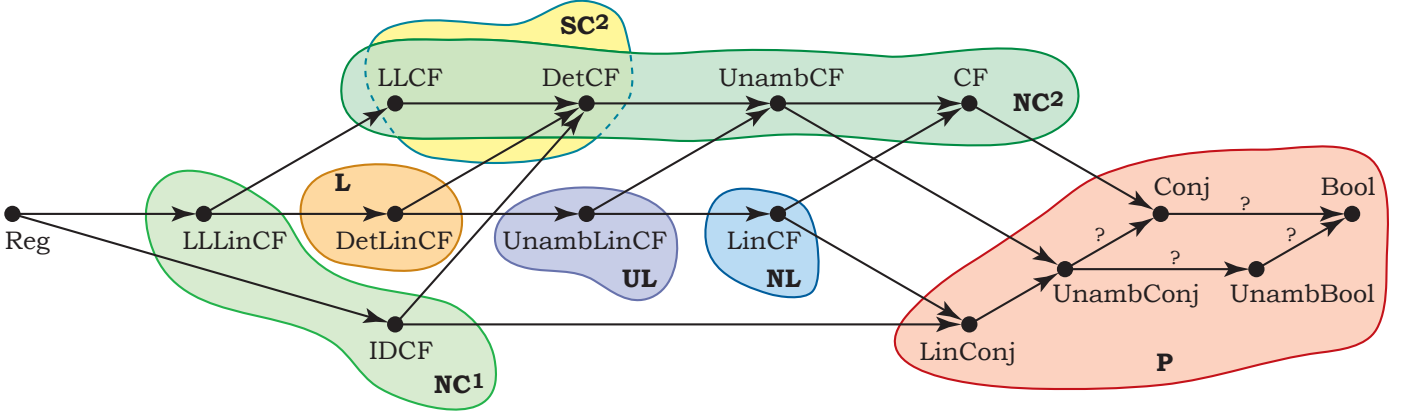 SC²
LLCF DetCF UnambCF CF NC²
L Conj Bool
?
Reg LLLinCF DetLinCF UnambLinCF LinCF ? ?
?
UL NL UnambConj UnambBool
IDCF LinConj
NC¹ P